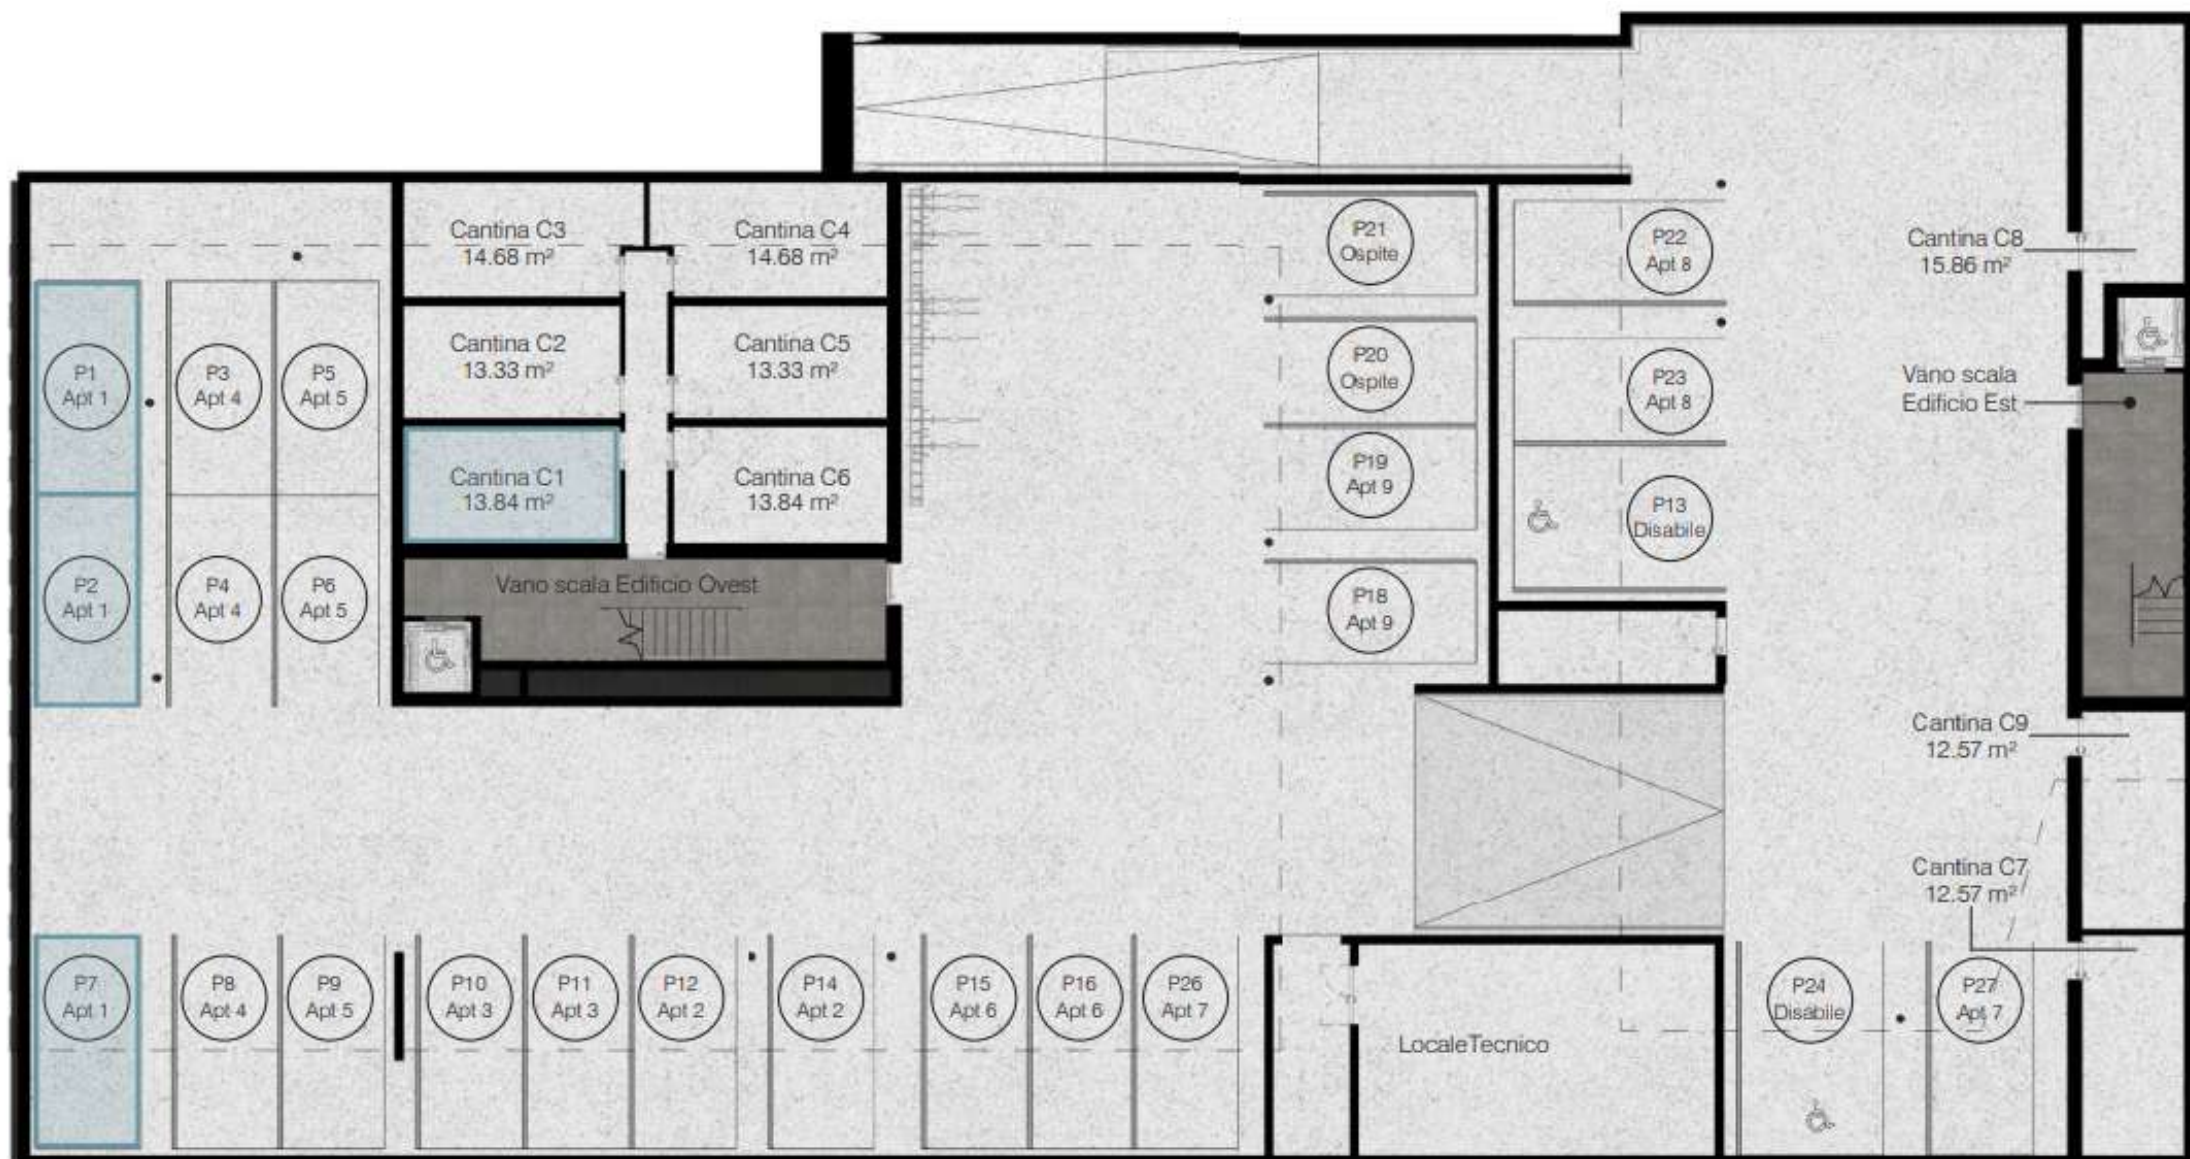 Cantina C3
14.68 m²
Cantina C4
14.68 m²
P21
Ospite
P22
Apt 8
Cantina C8
15.86 m²
P1
Apt 1
P3
Apt 4
P5
Apt 5
Cantina C2
13.33 m²
Cantina C5
13.33 m²
P20
Ospite
P23
Apt 8
Vano scala
Edificio Est
Cantina C1
13.84 m²
Cantina C6
13.84 m²
P19
Apt 9
P13
Disabile
P2
Apt 1
P4
Apt 4
P6
Apt 5
Vano scala Edificio Ovest
P18
Apt 9
Cantina C9
12.57 m²
Cantina C7
12.57 m²
P7
Apt 1
P8
Apt 4
P9
Apt 5
P10
Apt 3
P11
Apt 3
P12
Apt 2
P14
Apt 2
P15
Apt 6
P16
Apt 6
P26
Apt 7
LocaleTecnico
P24
Disabile
P27
Apt 7